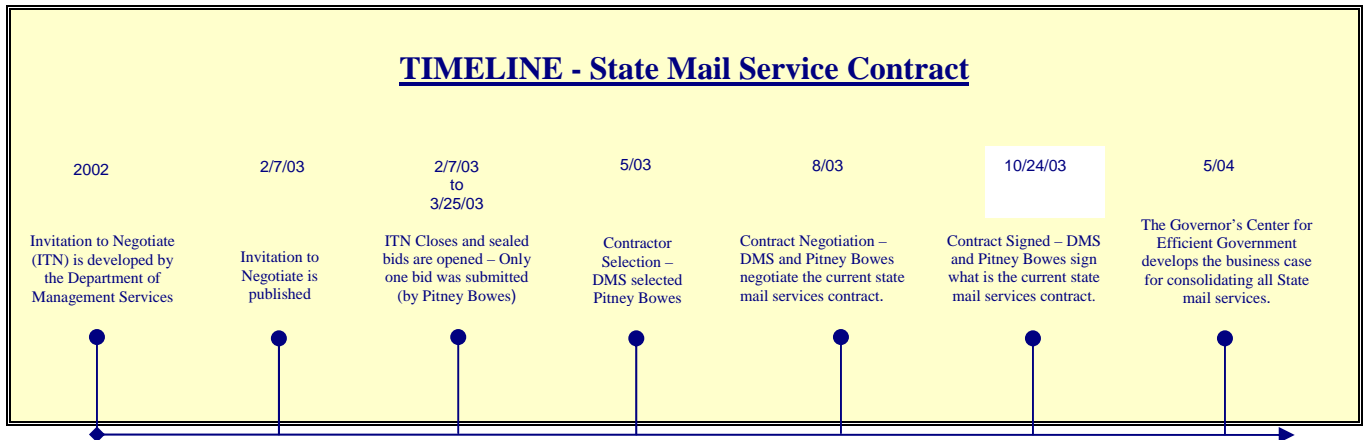 TIMELINE - State Mail Service Contract
2002
Invitation to Negotiate
(ITN) is developed by
the Department of
Management Services
2/7/03
Invitation to
Negotiate is
published
2/7/03
to
3/25/03
ITN Closes and sealed
bids are opened – Only
one bid was submitted
(by Pitney Bowes)
5/03
Contractor
Selection –
DMS selected
Pitney Bowes
8/03
Contract Negotiation –
DMS and Pitney Bowes
negotiate the current state
mail services contract.
10/24/03
Contract Signed – DMS
and Pitney Bowes sign
what is the current state
mail services contract.
5/04
The Governor's Center for
Efficient Government
develops the business case
for consolidating all State
mail services.